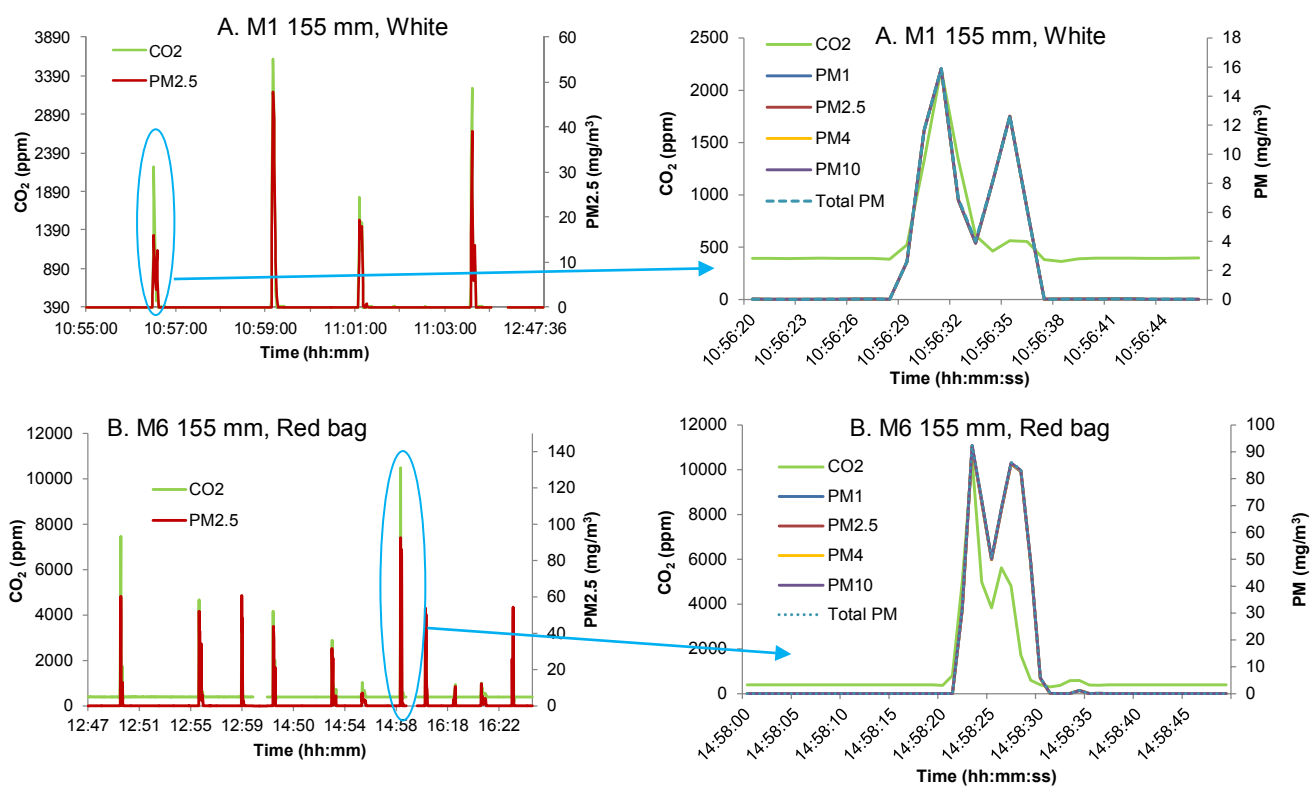 A. M1 155 mm, White
CO2
PM2.5
3890
3390
2890
2390
1890
1390
890
390
CO₂ (ppm)
60
50
40
30
20
10
0
PM2.5 (mg/m³)
10:55:00 10:57:00 10:59:00 11:01:00 11:03:00 12:47:36
Time (hh:mm)
A. M1 155 mm, White
CO2
PM1
PM2.5
PM4
PM10
Total PM
2500
2000
1500
1000
500
0
CO₂ (ppm)
18
16
14
12
10
8
6
4
2
0
PM (mg/m³)
10:56:20 10:56:23 10:56:26 10:56:29 10:56:32 10:56:35 10:56:38 10:56:41 10:56:44
Time (hh:mm:ss)
B. M6 155 mm, Red bag
CO2
PM2.5
12000
10000
8000
6000
4000
2000
0
CO₂ (ppm)
140
120
100
80
60
40
20
0
PM2.5 (mg/m³)
12:47 12:51 12:55 12:59 14:50 14:54 14:58 16:18 16:22
Time (hh:mm)
B. M6 155 mm, Red bag
CO2
PM1
PM2.5
PM4
PM10
Total PM
12000
10000
8000
6000
4000
2000
0
CO₂ (ppm)
100
90
80
70
60
50
40
30
20
10
0
PM (mg/m³)
14:58:00 14:58:05 14:58:10 14:58:15 14:58:20 14:58:25 14:58:30 14:58:35 14:58:40 14:58:45
Time (hh:mm:ss)